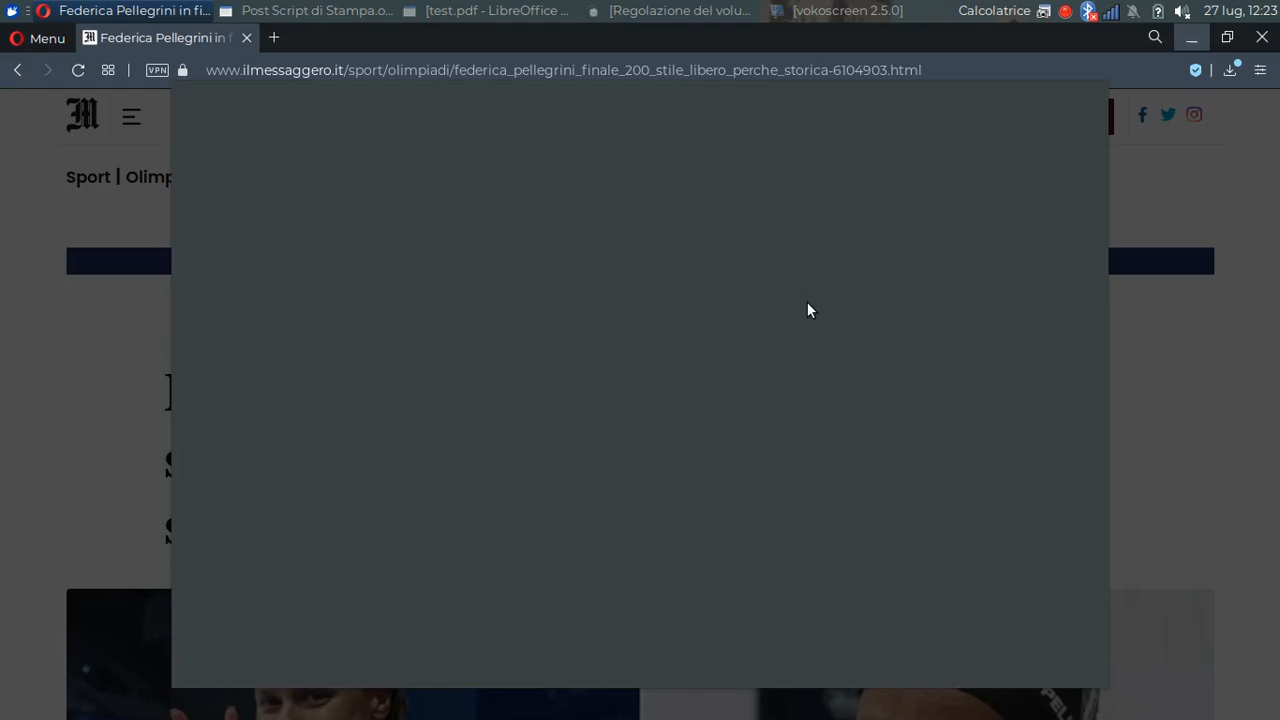 Federica Pellegrini in fi... Post Script di Stampa.o... [test.pdf - LibreOffice ... [Regolazione del volu... [vokoscreen 2.5.0] Calcolatrice 27 lug, 12:23
Menu Federica Pellegrini in f
VPN www.ilmessaggero.it/sport/olimpiadi/federica_pellegrini_finale_200_stile_libero_perche_storica-6104903.html
M
Sport | Olimp